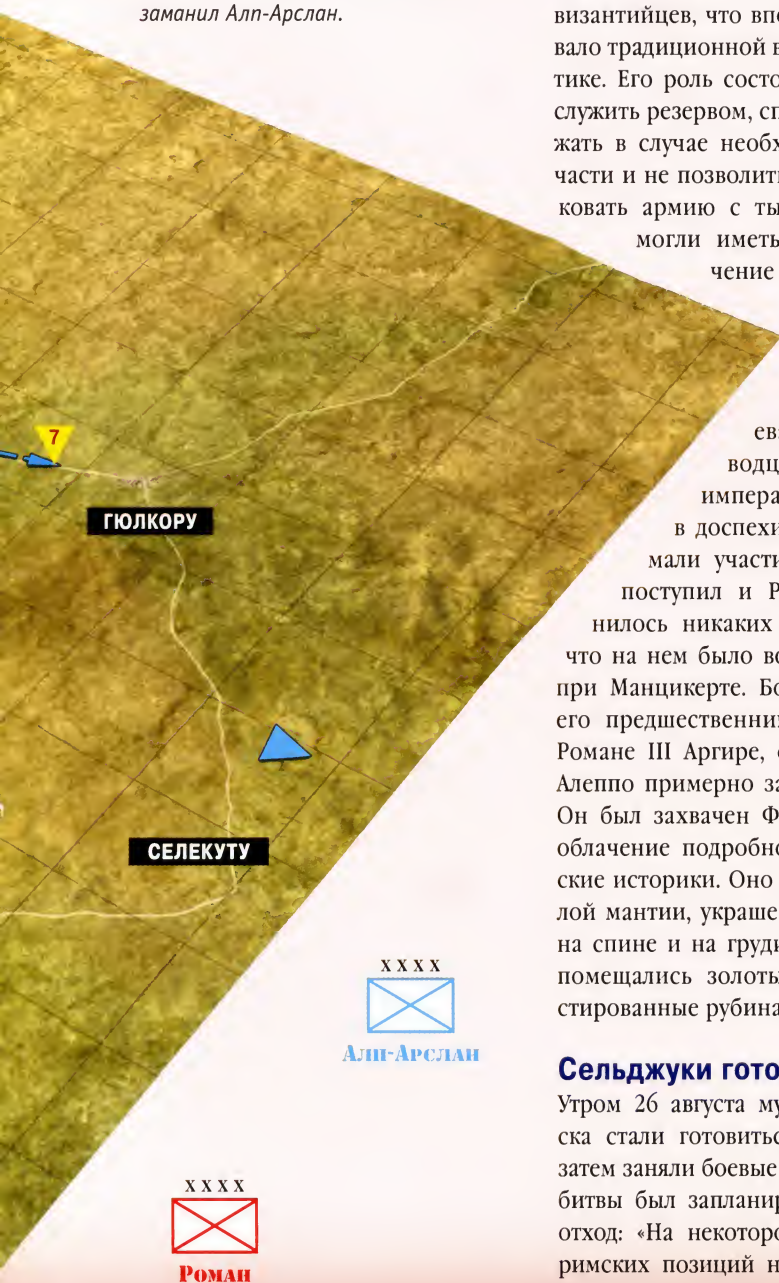 заманил Алп-Арслан.
7
ГЮЛКОРУ
СЕЛЕКУТУ
XXXX
Алп-Арслан
XXXX
Роман
византийцев, что впо
вало традиционной в
тике. Его роль состо
служить резервом, сп
жать в случае необх
части и не позволит
ковать армию с ты
могли иметь
чение
ев
водц
импера
в доспехи
мали участи
поступил и Р
нилось никаких
что на нем было во
при Манцикерте. Бо
его предшественни
Романе III Аргире,
Алеппо примерно за
Он был захвачен Ф
облачение подробно
ские историки. Оно
лой мантии, украше
на спине и на груди
помещались золоты
стированные рубина
Сельджуки гото
Утром 26 августа му
ска стали готовитьс
затем заняли боевые
битвы был запланир
отход: «На некоторо
римских позиций н